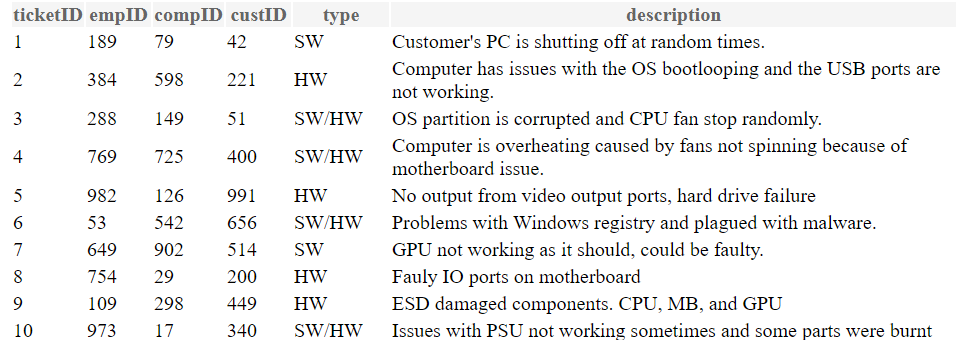 ticketID empID compID custID type description
1 189 79 42 SW Customer's PC is shutting off at random times.
2 384 598 221 HW Computer has issues with the OS bootlooping and the USB ports are
not working.
3 288 149 51 SW/HW OS partition is corrupted and CPU fan stop randomly.
4 769 725 400 SW/HW Computer is overheating caused by fans not spinning because of
motherboard issue.
5 982 126 991 HW No output from video output ports, hard drive failure
6 53 542 656 SW/HW Problems with Windows registry and plagued with malware.
7 649 902 514 SW GPU not working as it should, could be faulty.
8 754 29 200 HW Fauly IO ports on motherboard
9 109 298 449 HW ESD damaged components. CPU, MB, and GPU
10 973 17 340 SW/HW Issues with PSU not working sometimes and some parts were burnt